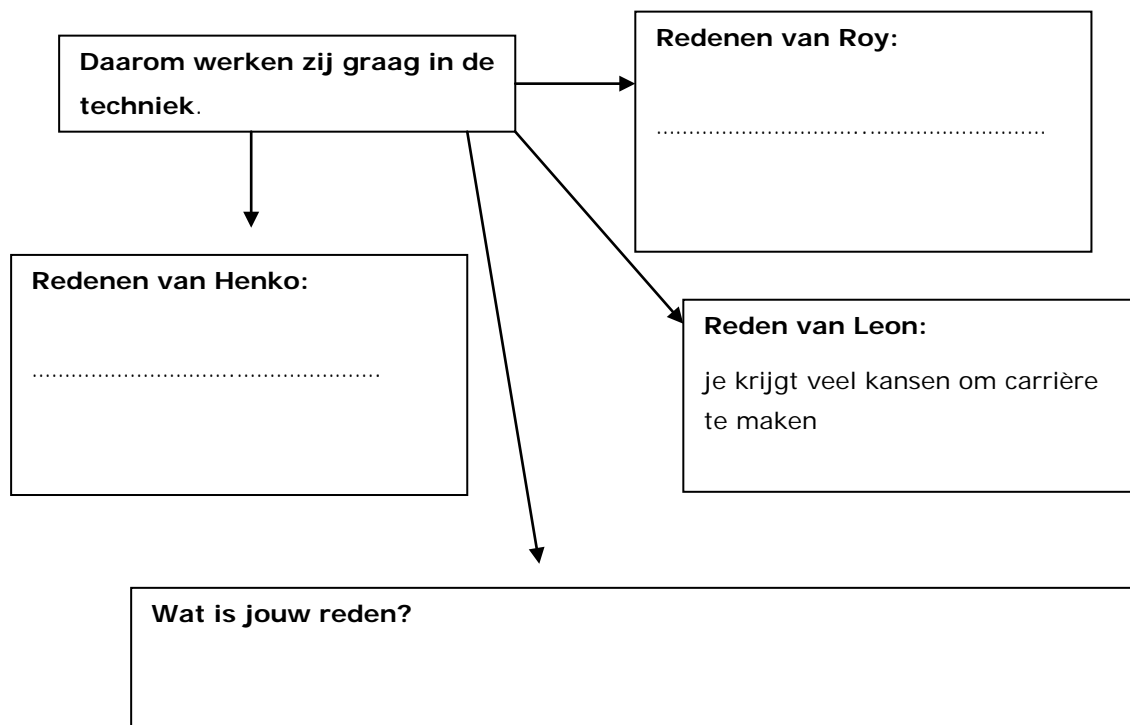 Daarom werken zij graag in de
techniek.
Redenen van Roy:
............................................................
Redenen van Henko:
......................................................
Reden van Leon:
je krijgt veel kansen om carrière
te maken
Wat is jouw reden?